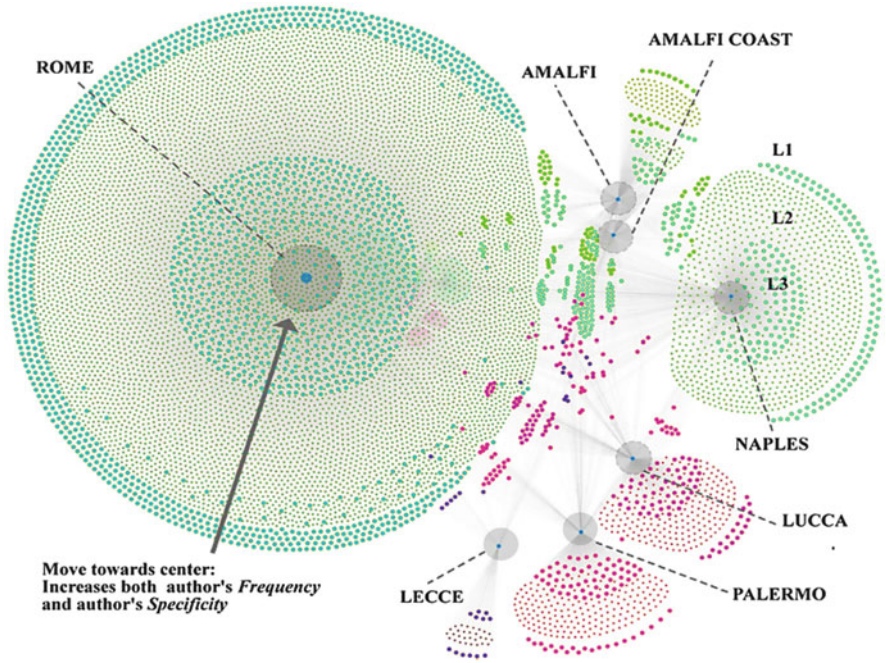 AMALFI COAST
ROME
AMALFI
L1
L2
L3
NAPLES
LUCCA
Move towards center:
Increases both author's Frequency
and author's Specificity
LECCE
PALERMO